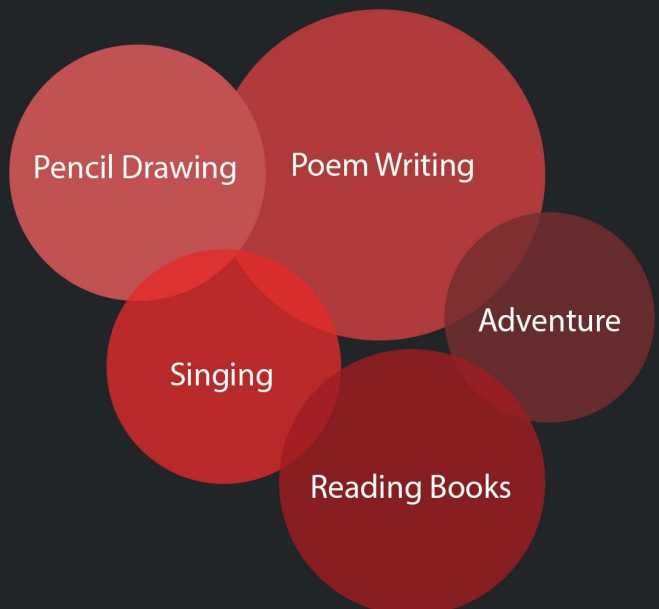 Pencil Drawing
Poem Writing
Adventure
Singing
Reading Books